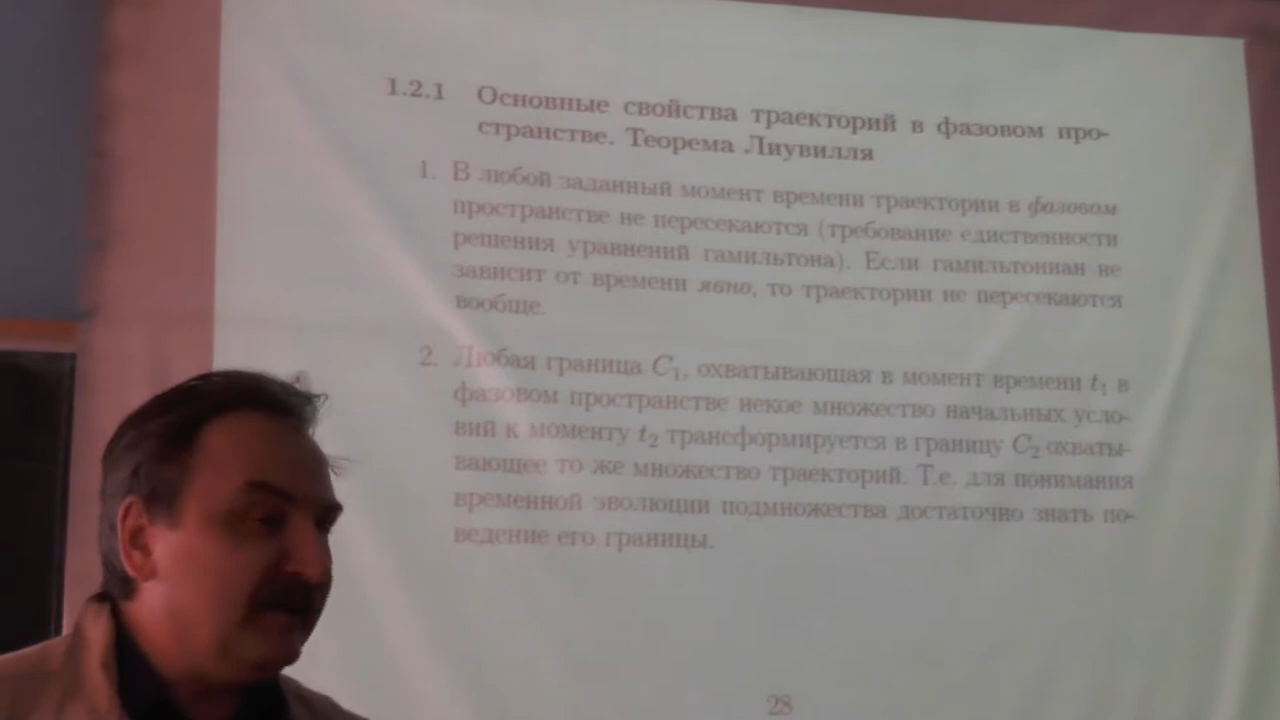 1.2.1 Основные свойства траекторий в фазовом про-
странстве. Теорема Лиувилля
1. В любой заданный момент времени траектории в фазовом
пространстве не пересекаются (требование едиственности
решения уравнений гамильтона). Если гамильтониан не
зависит от времени явно, то траектории не пересекаются
вообще.
2. Любая граница C₁, охватывающая в момент времени t₁ в
фазовом пространстве некое множество начальных усло-
вий к моменту t₂ трансформируется в границу C₂ охваты-
вающее то же множество траекторий. Т.е. для понимания
временной эволюции подмножества достаточно знать по-
ведение его границы.
28